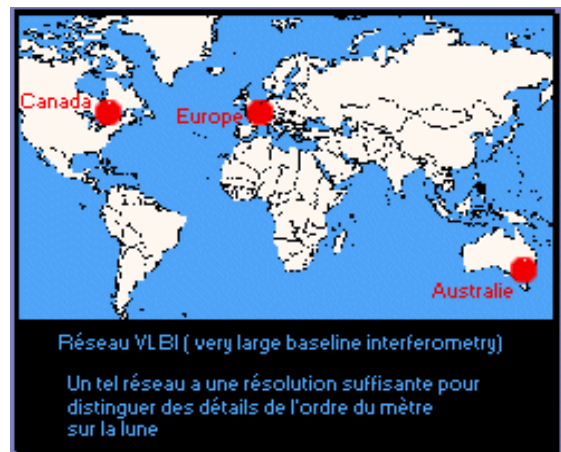 Canada
Europe
Australie
Réseau VLBI ( very large baseline interferometry)
Un tel réseau a une résolution suffisante pour
distinguer des détails de l'ordre du mètre
sur la lune